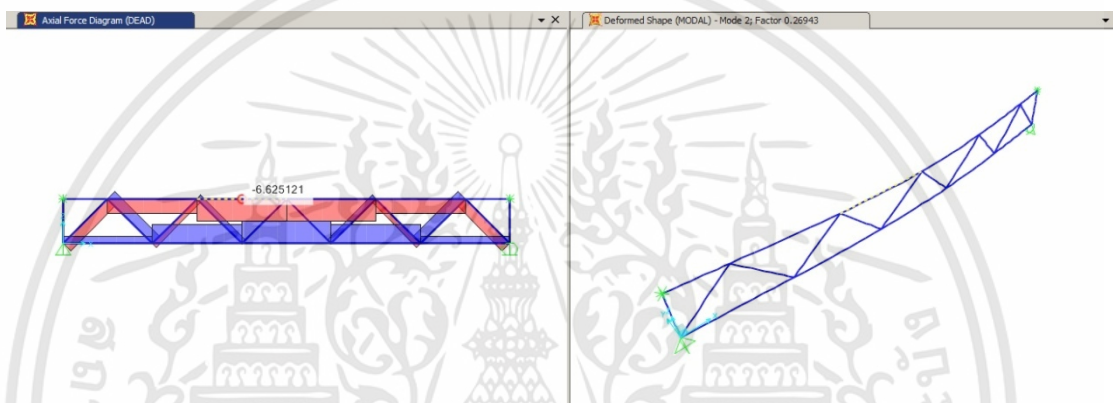 Axial Force Diagram (DEAD)
Deformed Shape (MODAL) - Mode 2; Factor 0.26943
-6.625121